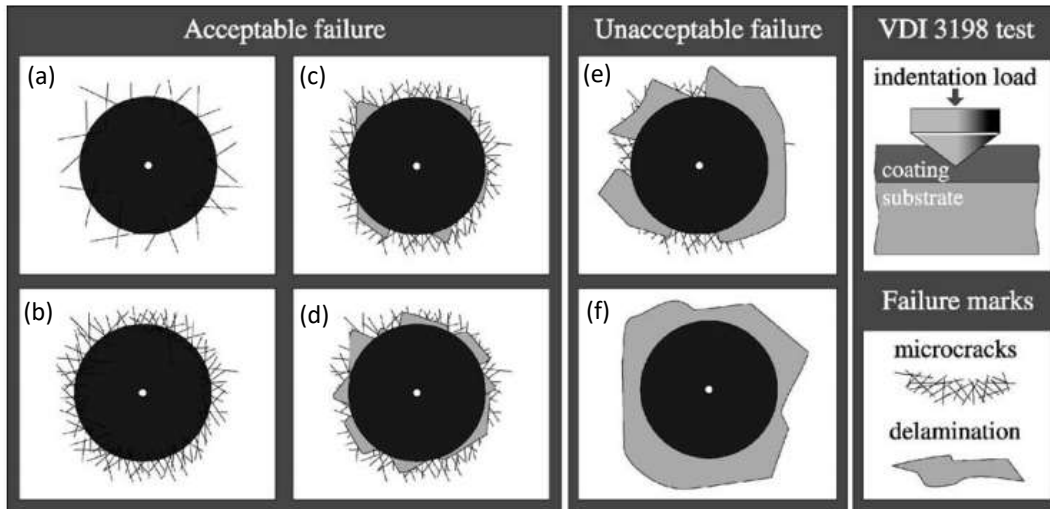 Acceptable failure
Unacceptable failure
VDI 3198 test
(a)
(c)
(e)
indentation load
coating
substrate
(b)
(d)
(f)
Failure marks
microcracks
delamination